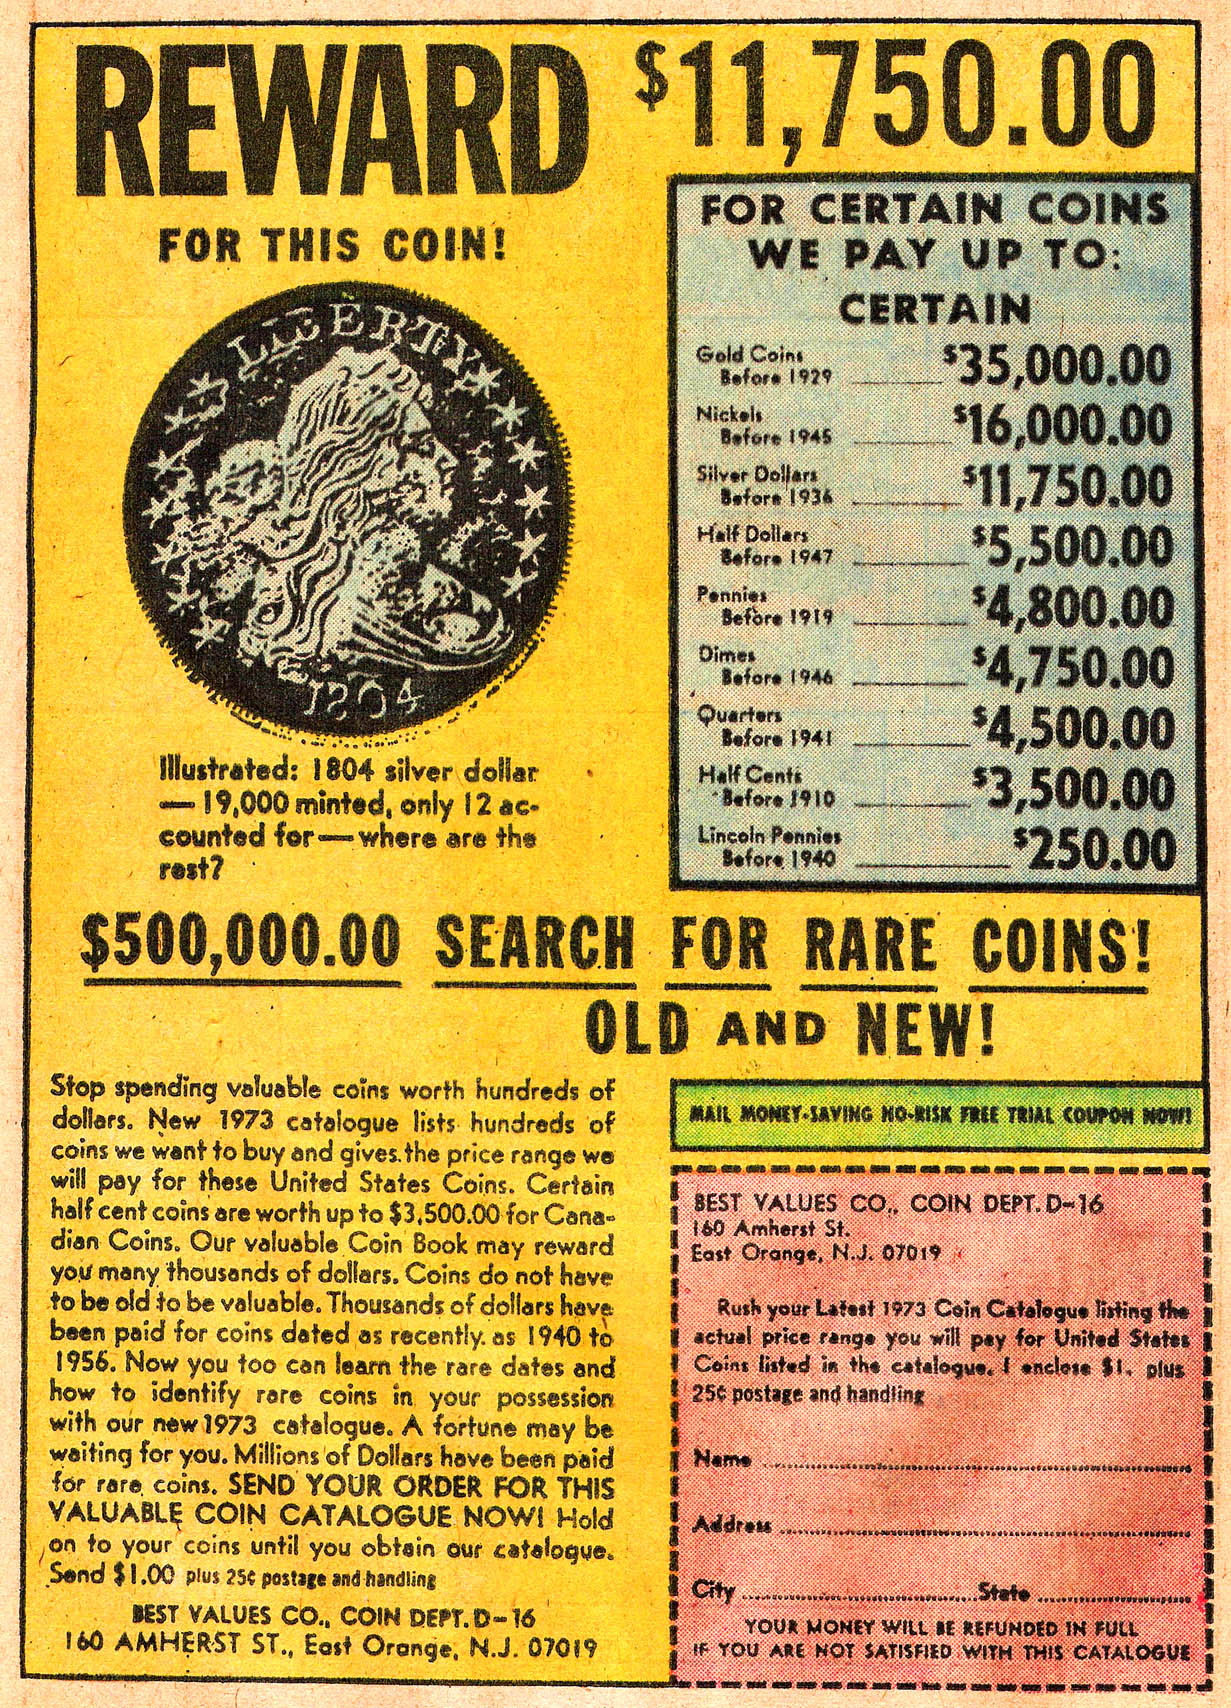 REWARD $11,750.00
FOR THIS COIN!
LIBERTY
1804
Illustrated: 1804 silver dollar
— 19,000 minted, only 12 ac-
counted for — where are the
rest?
FOR CERTAIN COINS
WE PAY UP TO:
CERTAIN
Gold Coins
Before 1929 $35,000.00
Nickels
Before 1945 $16,000.00
Silver Dollars
Before 1936 $11,750.00
Half Dollars
Before 1947 $5,500.00
Pennies
Before 1919 $4,800.00
Dimes
Before 1946 $4,750.00
Quarters
Before 1941 $4,500.00
Half Cents
Before 1910 $3,500.00
Lincoln Pennies
Before 1940 $250.00
$500,000.00 SEARCH FOR RARE COINS!
OLD AND NEW!
Stop spending valuable coins worth hundreds of
dollars. New 1973 catalogue lists hundreds of
coins we want to buy and gives the price range we
will pay for these United States Coins. Certain
half cent coins are worth up to $3,500.00 for Cana-
dian Coins. Our valuable Coin Book may reward
you many thousands of dollars. Coins do not have
to be old to be valuable. Thousands of dollars have
been paid for coins dated as recently as 1940 to
1956. Now you too can learn the rare dates and
how to identify rare coins in your possession
with our new 1973 catalogue. A fortune may be
waiting for you. Millions of Dollars have been paid
for rare coins. SEND YOUR ORDER FOR THIS
VALUABLE COIN CATALOGUE NOW! Hold
on to your coins until you obtain our catalogue.
Send $1.00 plus 25¢ postage and handling
BEST VALUES CO., COIN DEPT. D-16
160 AMHERST ST., East Orange, N.J. 07019
MAIL MONEY-SAVING NO-RISK FREE TRIAL COUPON NOW!
BEST VALUES CO., COIN DEPT. D-16
160 Amherst St.
East Orange, N.J. 07019
Rush your Latest 1973 Coin Catalogue listing the
actual price range you will pay for United States
Coins listed in the catalogue. I enclose $1. plus
25¢ postage and handling
Name
Address
City State
YOUR MONEY WILL BE REFUNDED IN FULL
IF YOU ARE NOT SATISFIED WITH THIS CATALOGUE